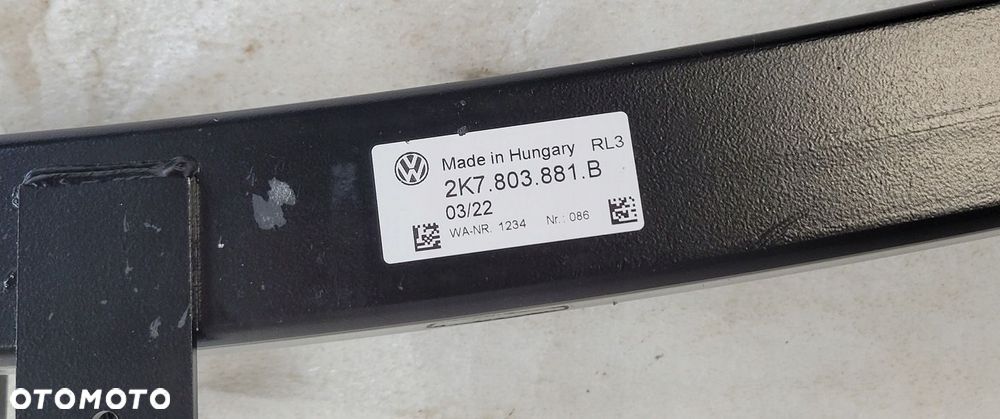 Made in Hungary RL3
2K7.803.881.B
03/22
WA-NR. 1234 Nr.: 086
OTOMOTO